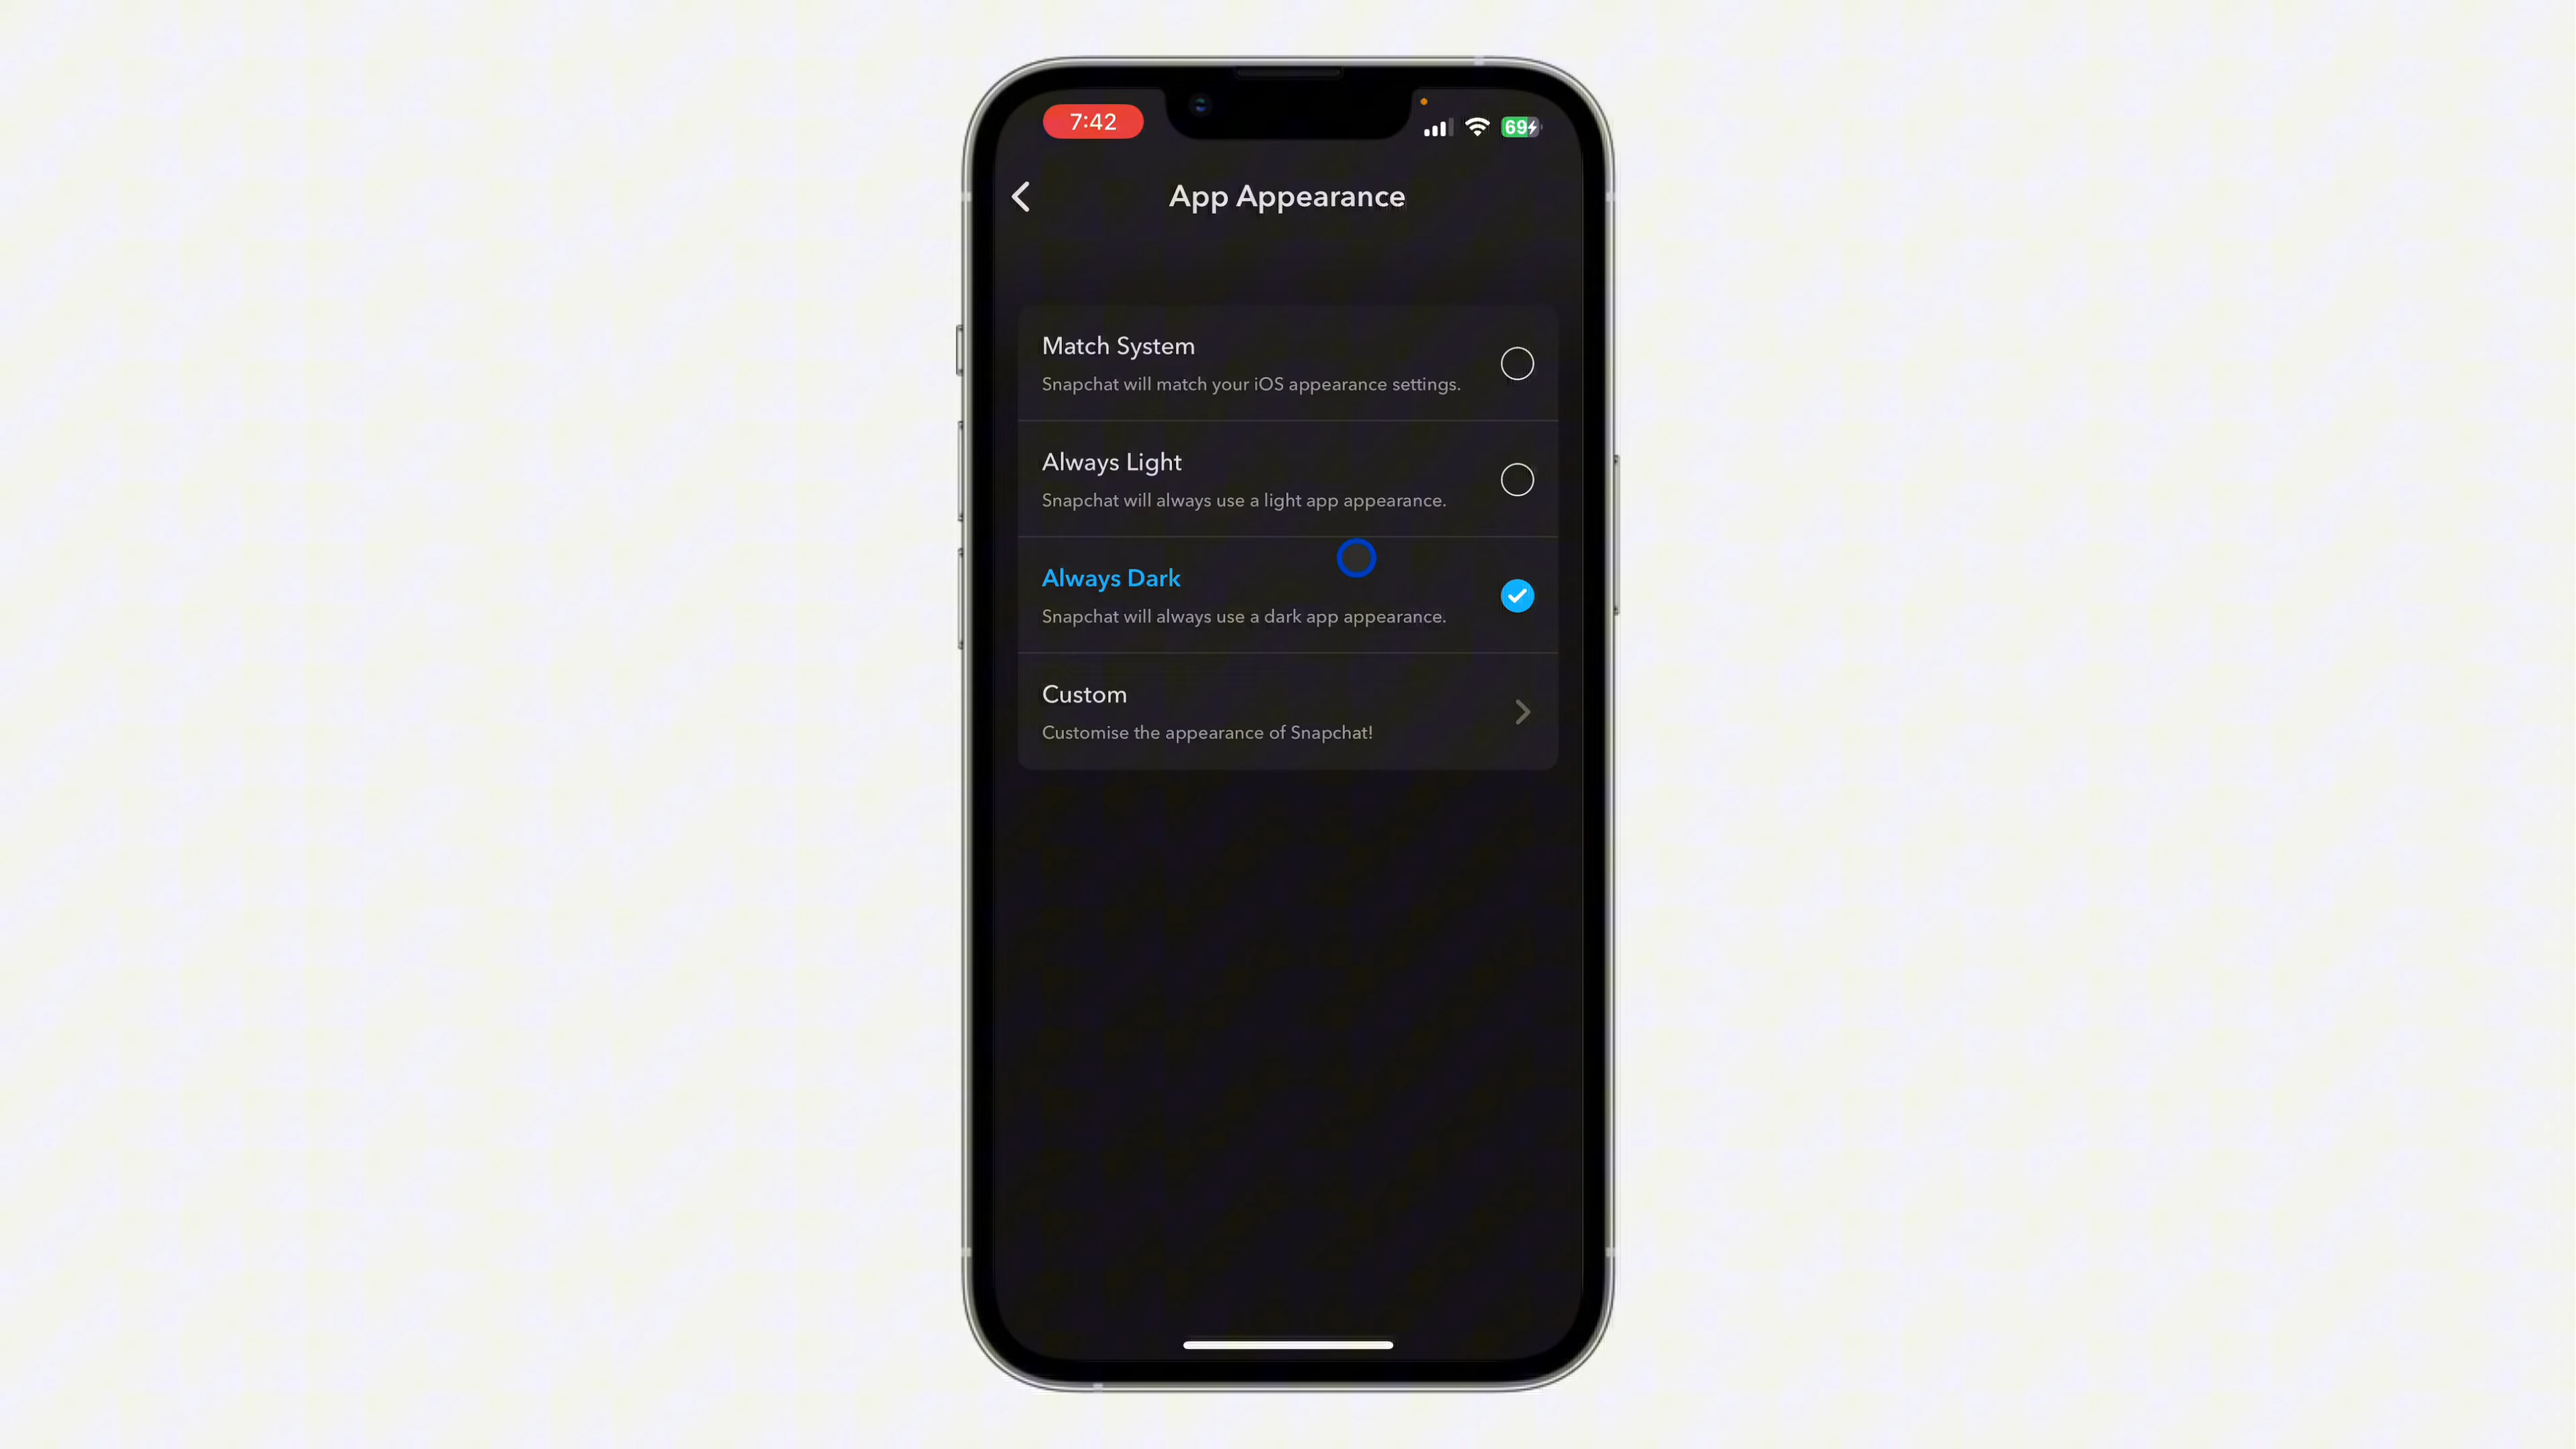 7:42
69
App Appearance
Match System
Snapchat will match your iOS appearance settings.
Always Light
Snapchat will always use a light app appearance.
Always Dark
Snapchat will always use a dark app appearance.
Custom
Customise the appearance of Snapchat!